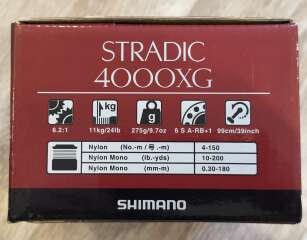 STRADIC
4000XG
kg
g
6.2:1 11kg/24lb 275g/9.7oz 6 S A-RB+1 99cm/39inch
Nylon (No.-m / 号.-m) 4-150
Nylon Mono (lb.-yds) 10-200
Nylon Mono (mm-m) 0.30-180
SHIMANO